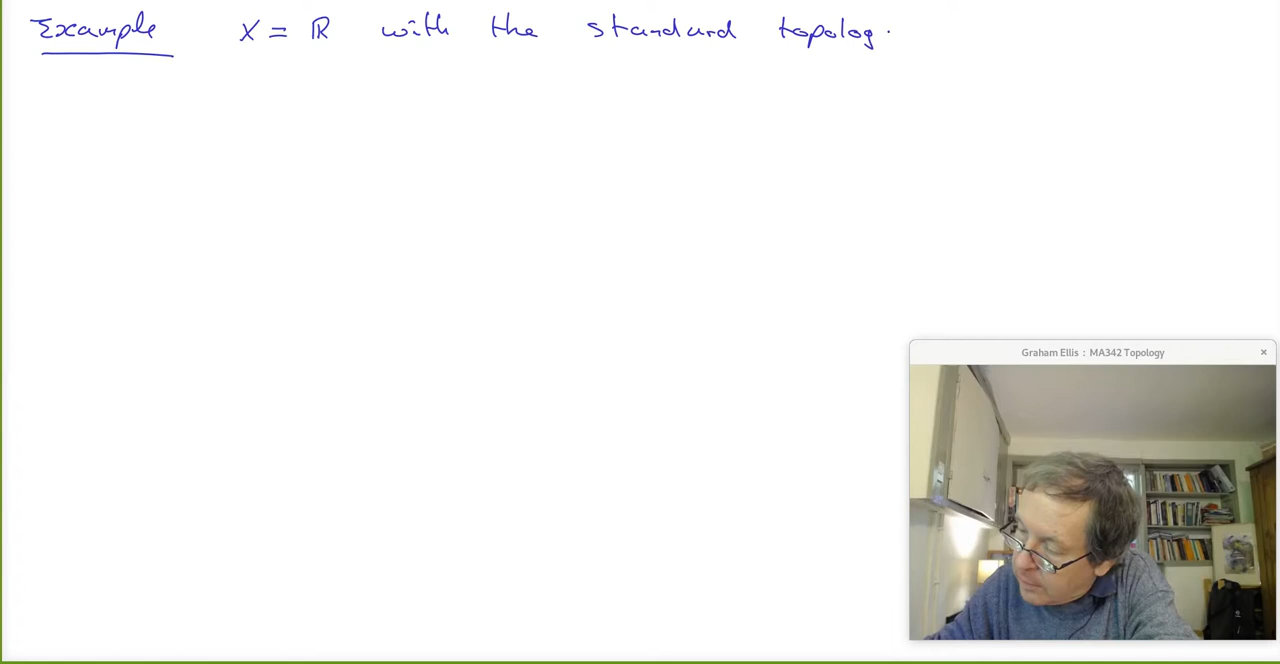 Example X = ℝ with the standard topolog.
Graham Ellis : MA342 Topology ×